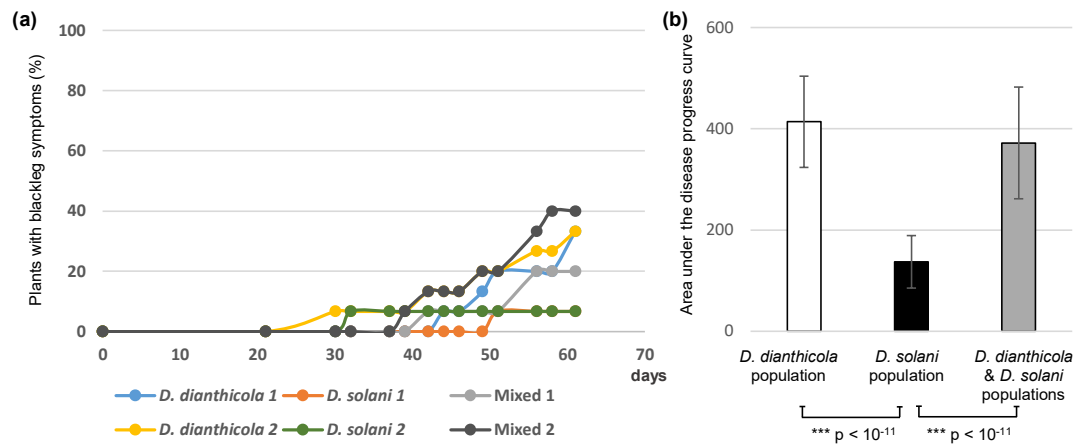 (a)
Plants with blackleg symptoms (%)
100
80
60
40
20
0
0 10 20 30 40 50 60 70
days
D. dianthicola 1 D. solani 1 Mixed 1
D. dianthicola 2 D. solani 2 Mixed 2
(b)
Area under the disease progress curve
600
400
200
0
D. dianthicola
population
D. solani
population
D. dianthicola
& D. solani
populations
*** p < 10⁻¹¹ *** p < 10⁻¹¹